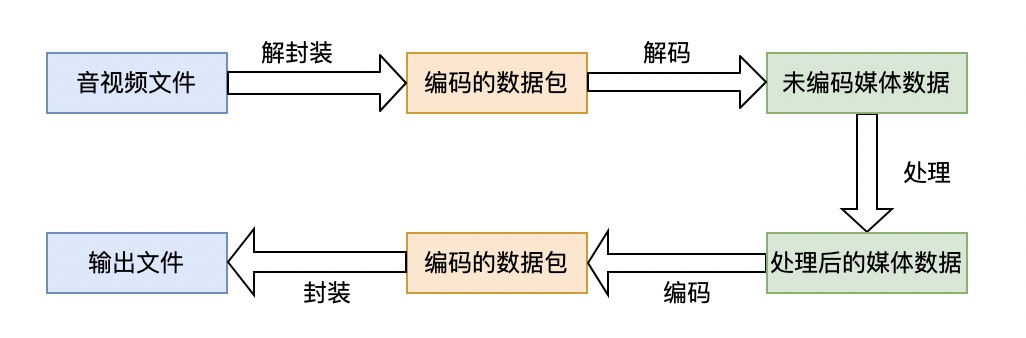 解封装
解码
音视频文件
编码的数据包
未编码媒体数据
处理
输出文件
编码的数据包
处理后的媒体数据
封装
编码